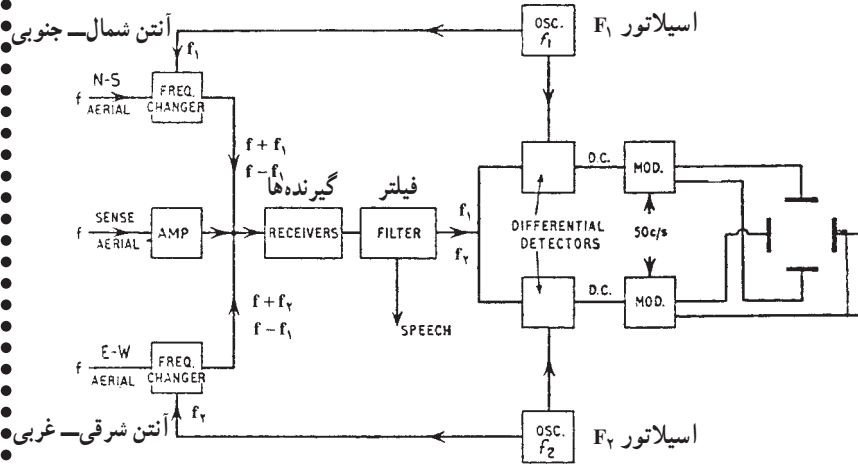 آنتن شمال ــ جنوبی
f۱
OSC.
f1
اسیلاتور F۱
N-S
f AERIAL
FREQ.
CHANGER
f + f۱
f – f۱
گیرنده‌ها
فیلتر
D.C.
MOD.
SENSE
f AERIAL
AMP
RECEIVERS
FILTER
f۱
f۲
DIFFERENTIAL
DETECTORS
50c/s
f + f۲
f – f۱
SPEECH
D.C.
MOD.
E-W
f AERIAL
FREQ.
CHANGER
f۲
آنتن شرقی ــ غربی
OSC.
f2
اسیلاتور F۲